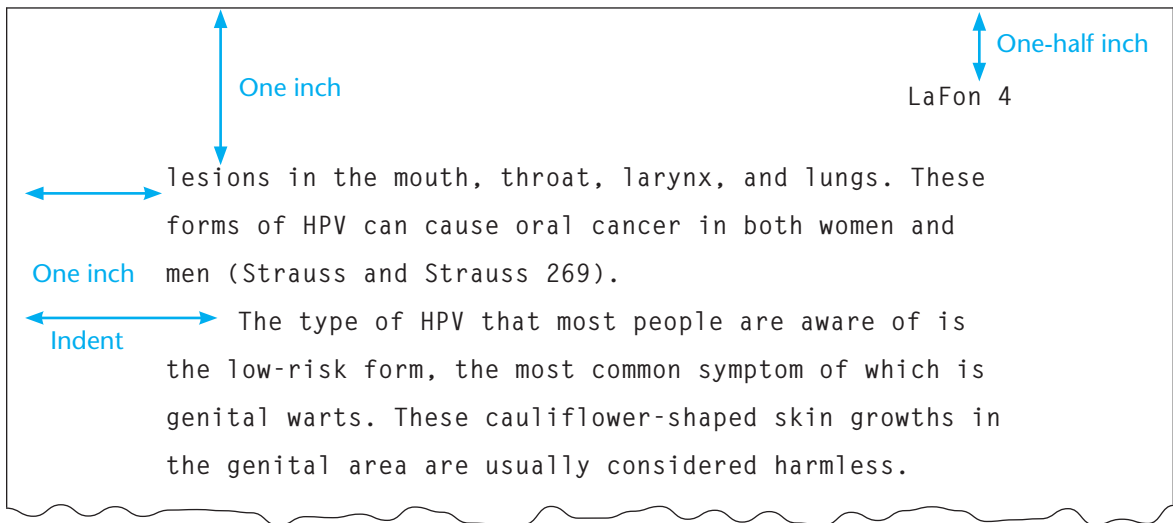 One-half inch
One inch
LaFon 4
lesions in the mouth, throat, larynx, and lungs. These
forms of HPV can cause oral cancer in both women and
One inch
men (Strauss and Strauss 269).
The type of HPV that most people are aware of is
Indent
the low-risk form, the most common symptom of which is
genital warts. These cauliflower-shaped skin growths in
the genital area are usually considered harmless.